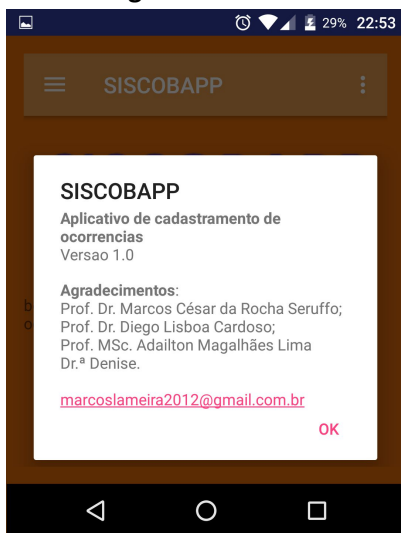 29% 22:53
SISCOBAPP
SISCOBAPP
Aplicativo de cadastramento de
ocorrencias
Versao 1.0
Agradecimentos:
Prof. Dr. Marcos César da Rocha Seruffo;
Prof. Dr. Diego Lisboa Cardoso;
Prof. MSc. Adailton Magalhães Lima
Dr.ª Denise.
marcoslameira2012@gmail.com.br
OK